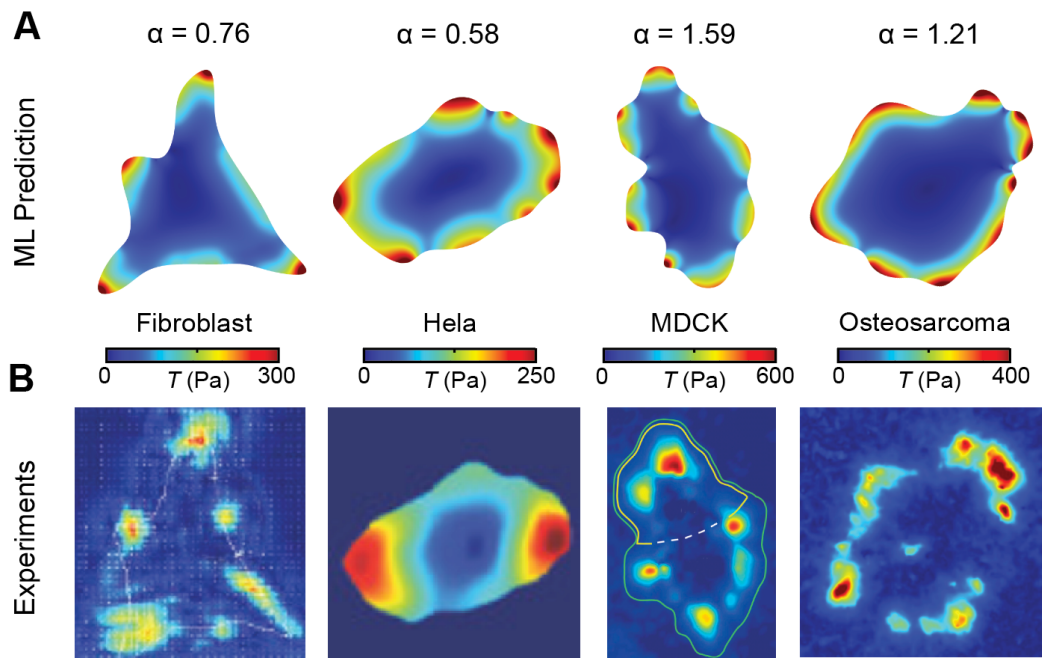 A
α = 0.76 α = 0.58 α = 1.59 α = 1.21
ML Prediction
Fibroblast Hela MDCK Osteosarcoma
0 T (Pa) 300 0 T (Pa) 250 0 T (Pa) 600 0 T (Pa) 400
B
Experiments